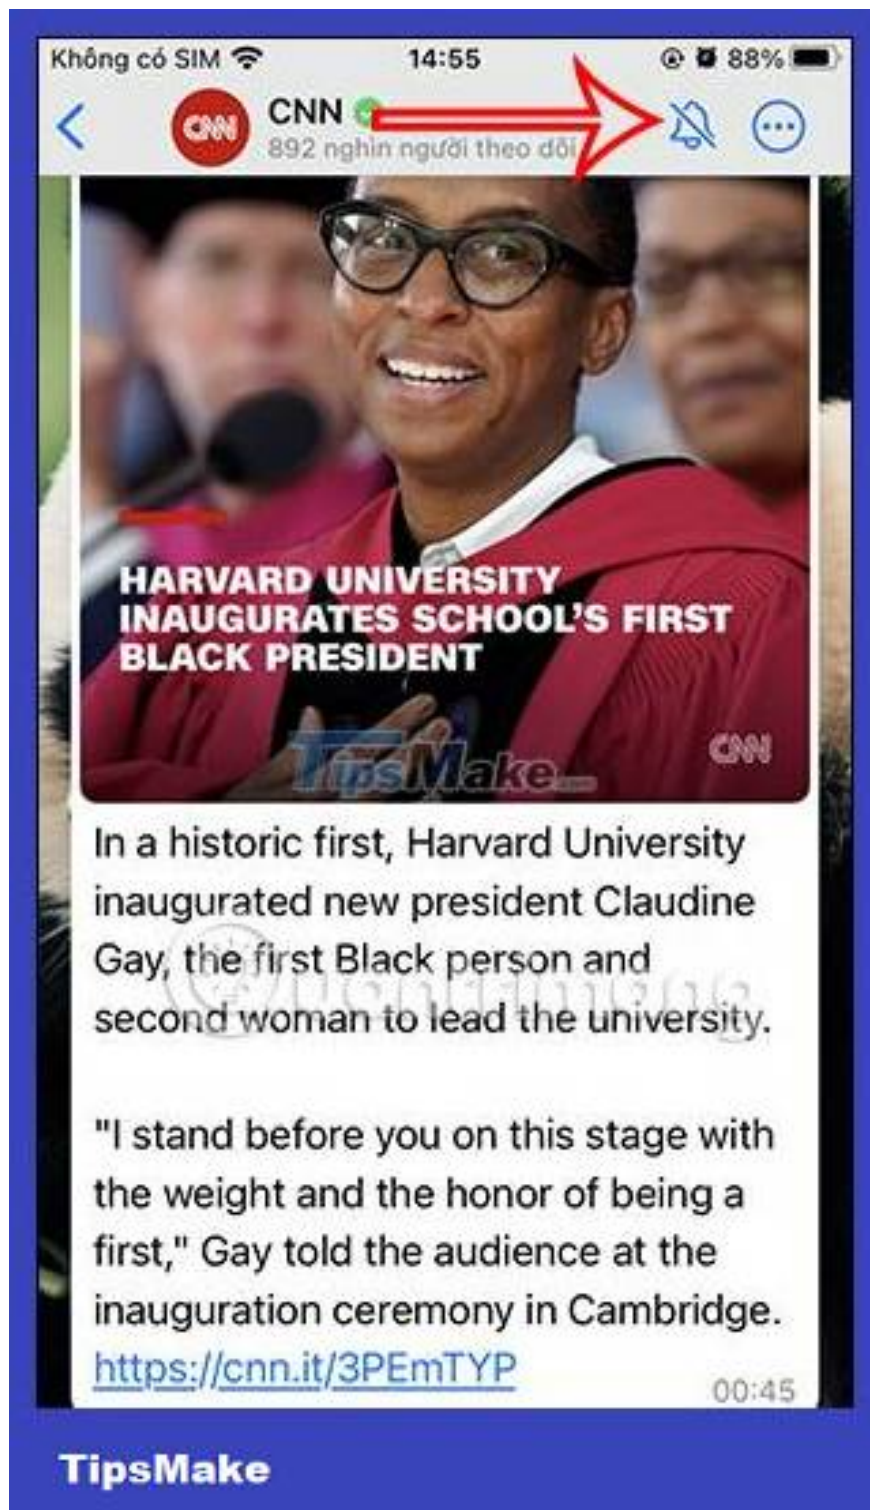 Không có SIM
14:55
88%
CNN
CNN
892 nghìn người theo dõi
HARVARD UNIVERSITY
INAUGURATES SCHOOL'S FIRST
BLACK PRESIDENT
CNN
TipsMake.com
In a historic first, Harvard University
inaugurated new president Claudine
Gay, the first Black person and
second woman to lead the university.
"I stand before you on this stage with
the weight and the honor of being a
first," Gay told the audience at the
inauguration ceremony in Cambridge.
https://cnn.it/3PEmTYP
00:45
TipsMake